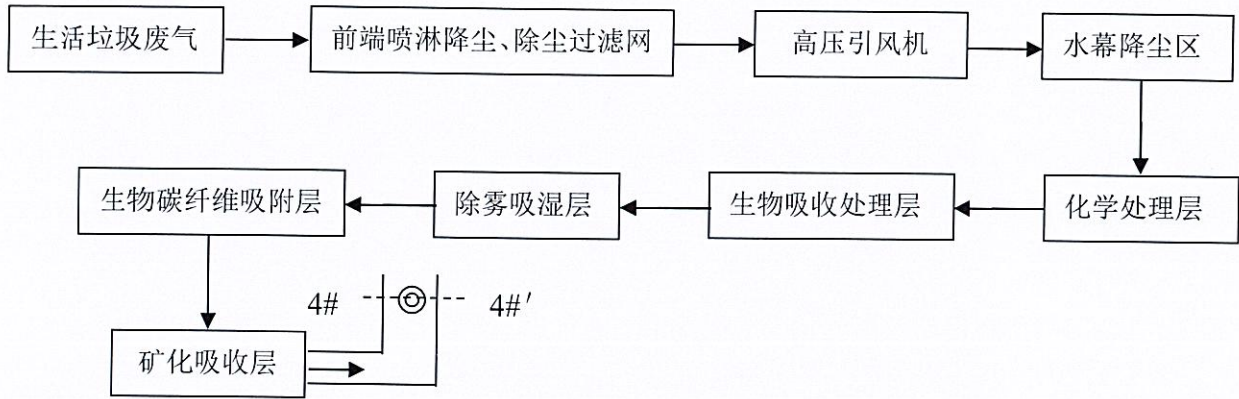 生活垃圾废气
前端喷淋降尘、除尘过滤网
高压引风机
水幕降尘区
生物碳纤维吸附层
除雾吸湿层
生物吸收处理层
化学处理层
4#
4#′
矿化吸收层